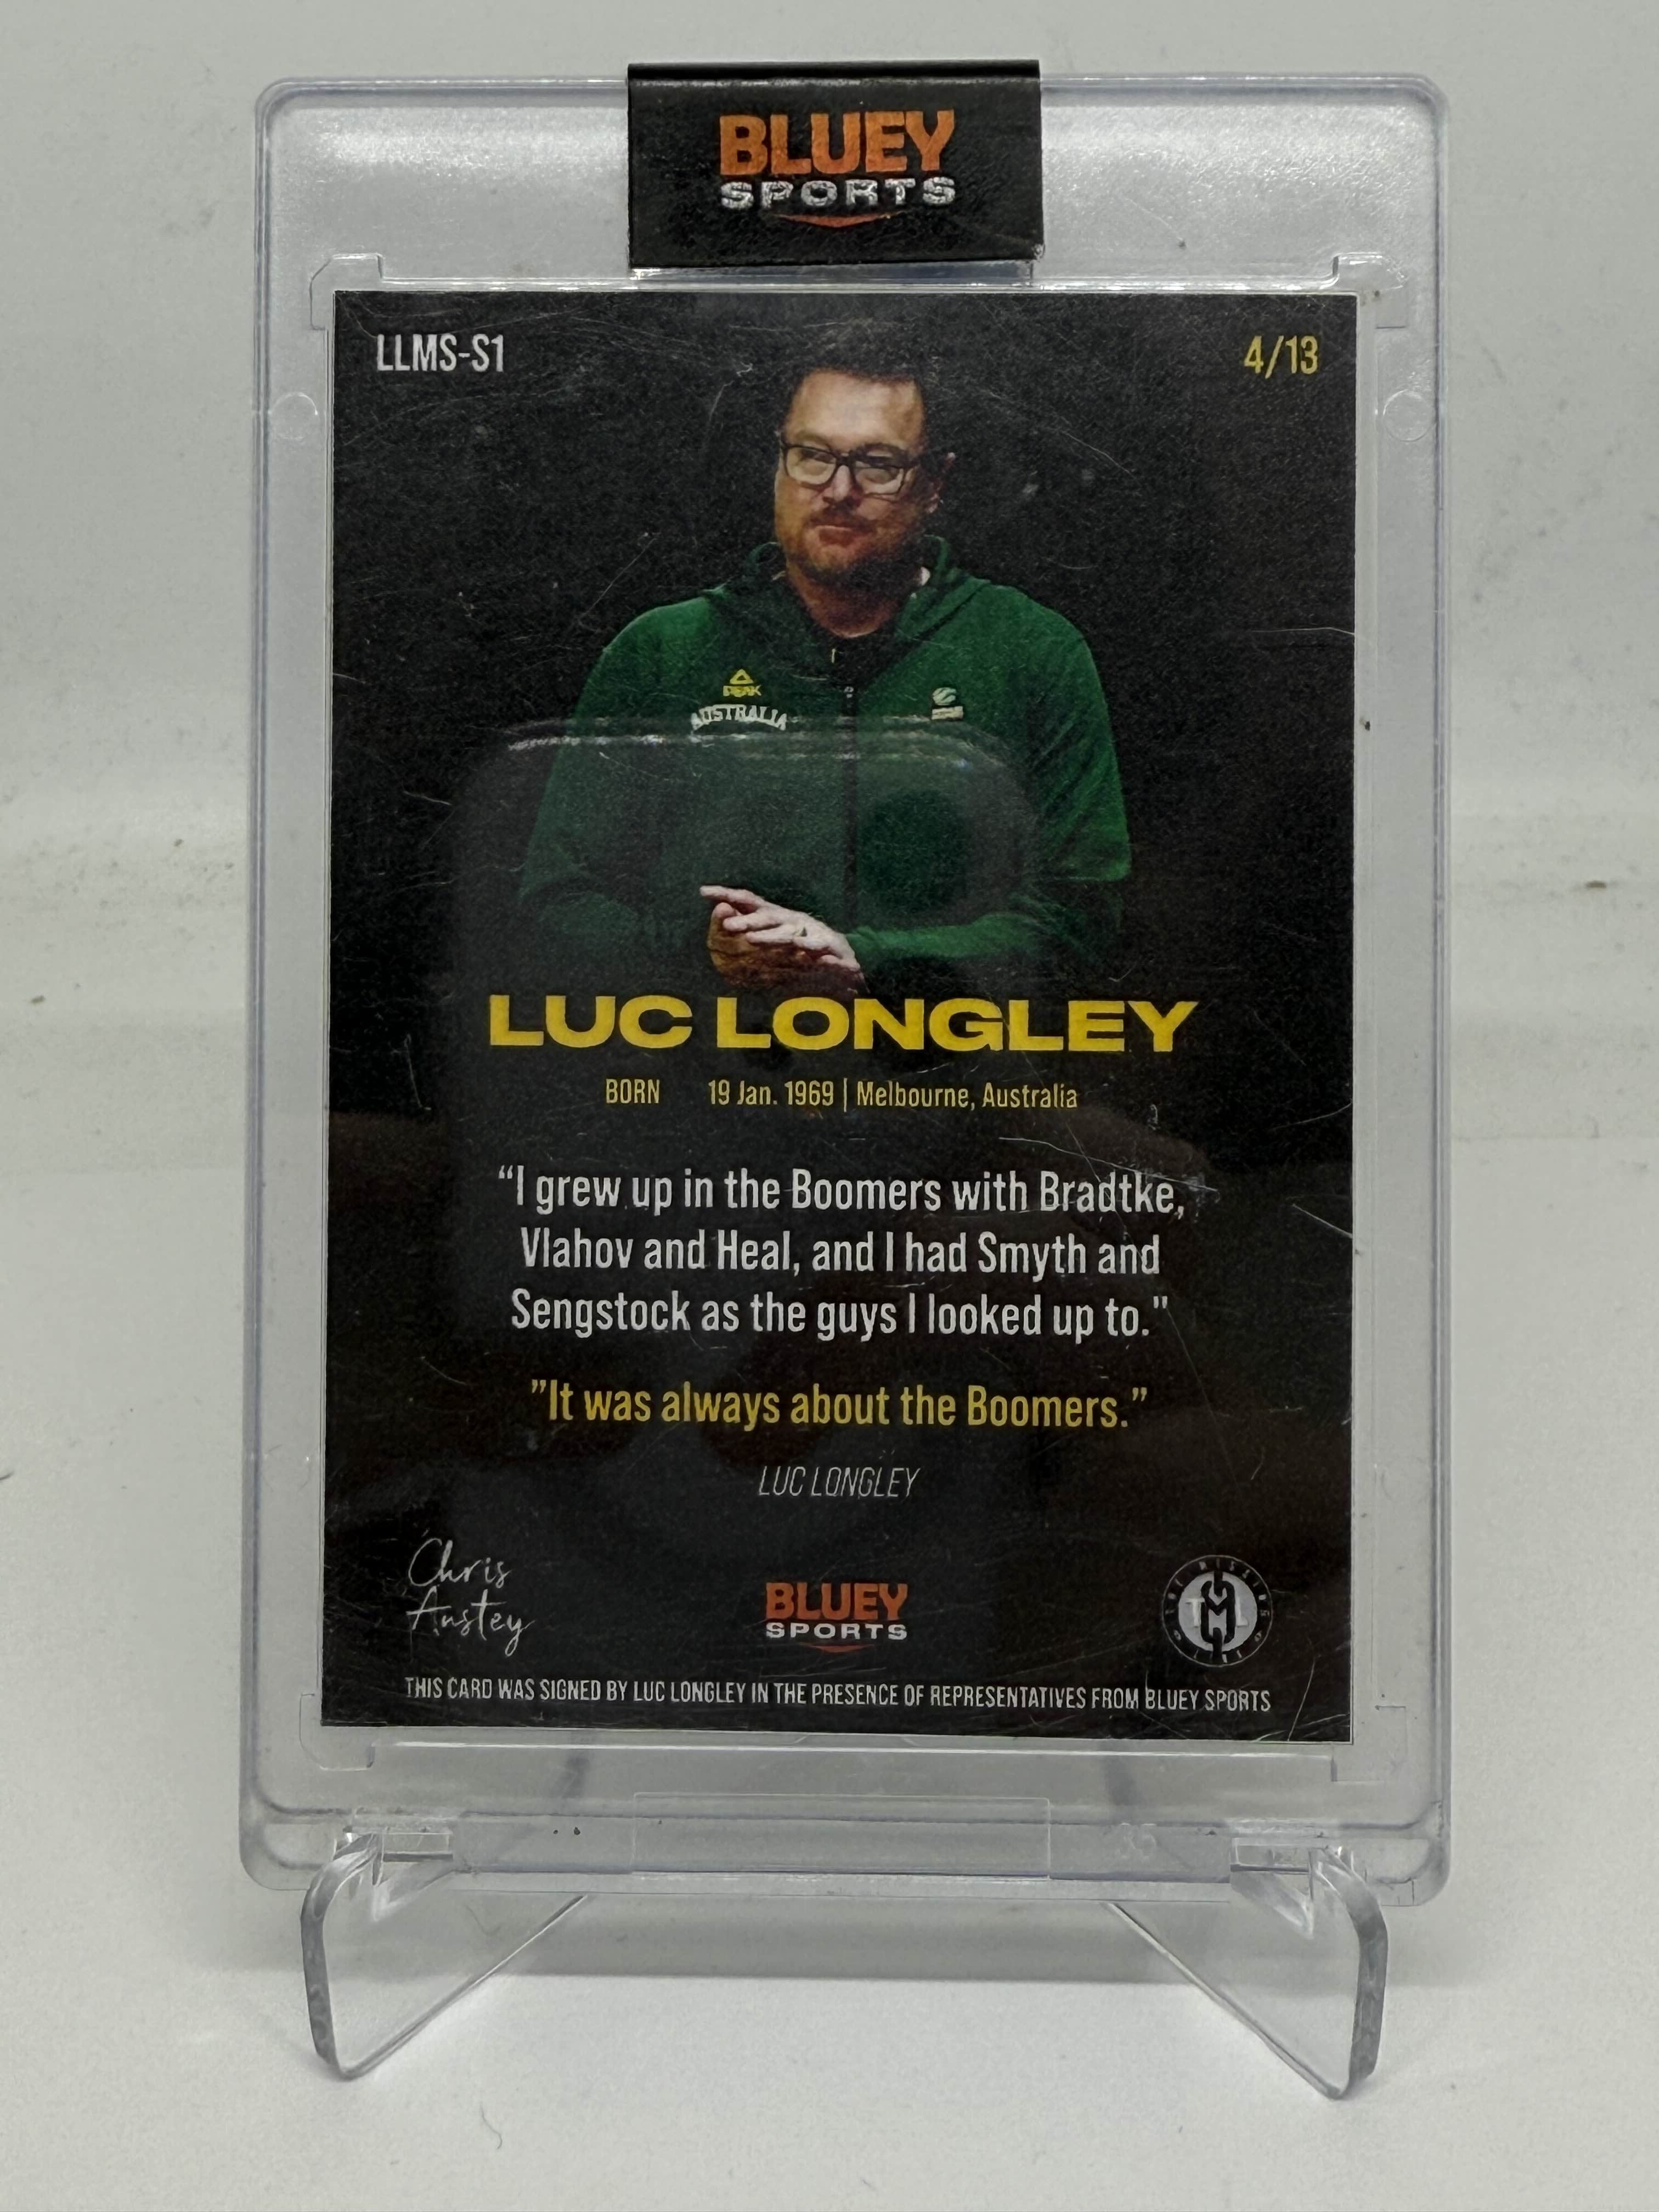 BLUEY
SPORTS
LLMS-S1
4/13
PEAK
AUSTRALIA
LUC LONGLEY
BORN 19 Jan. 1969 | Melbourne, Australia
“I grew up in the Boomers with Bradtke,
Vlahov and Heal, and I had Smyth and
Sengstock as the guys I looked up to."
”It was always about the Boomers.”
LUC LONGLEY
Chris
Anstey
BLUEY
SPORTS
THE MISSING
THIS CARD WAS SIGNED BY LUC LONGLEY IN THE PRESENCE OF REPRESENTATIVES FROM BLUEY SPORTS
35